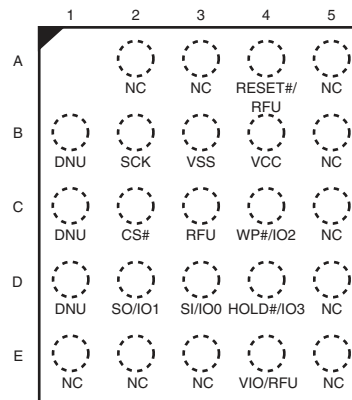 1 2 3 4 5
A
NC NC RESET#/ NC
RFU
B
DNU SCK VSS VCC NC
C
DNU CS# RFU WP#/IO2 NC
D
DNU SO/IO1 SI/IO0 HOLD#/IO3 NC
E
NC NC NC VIO/RFU NC